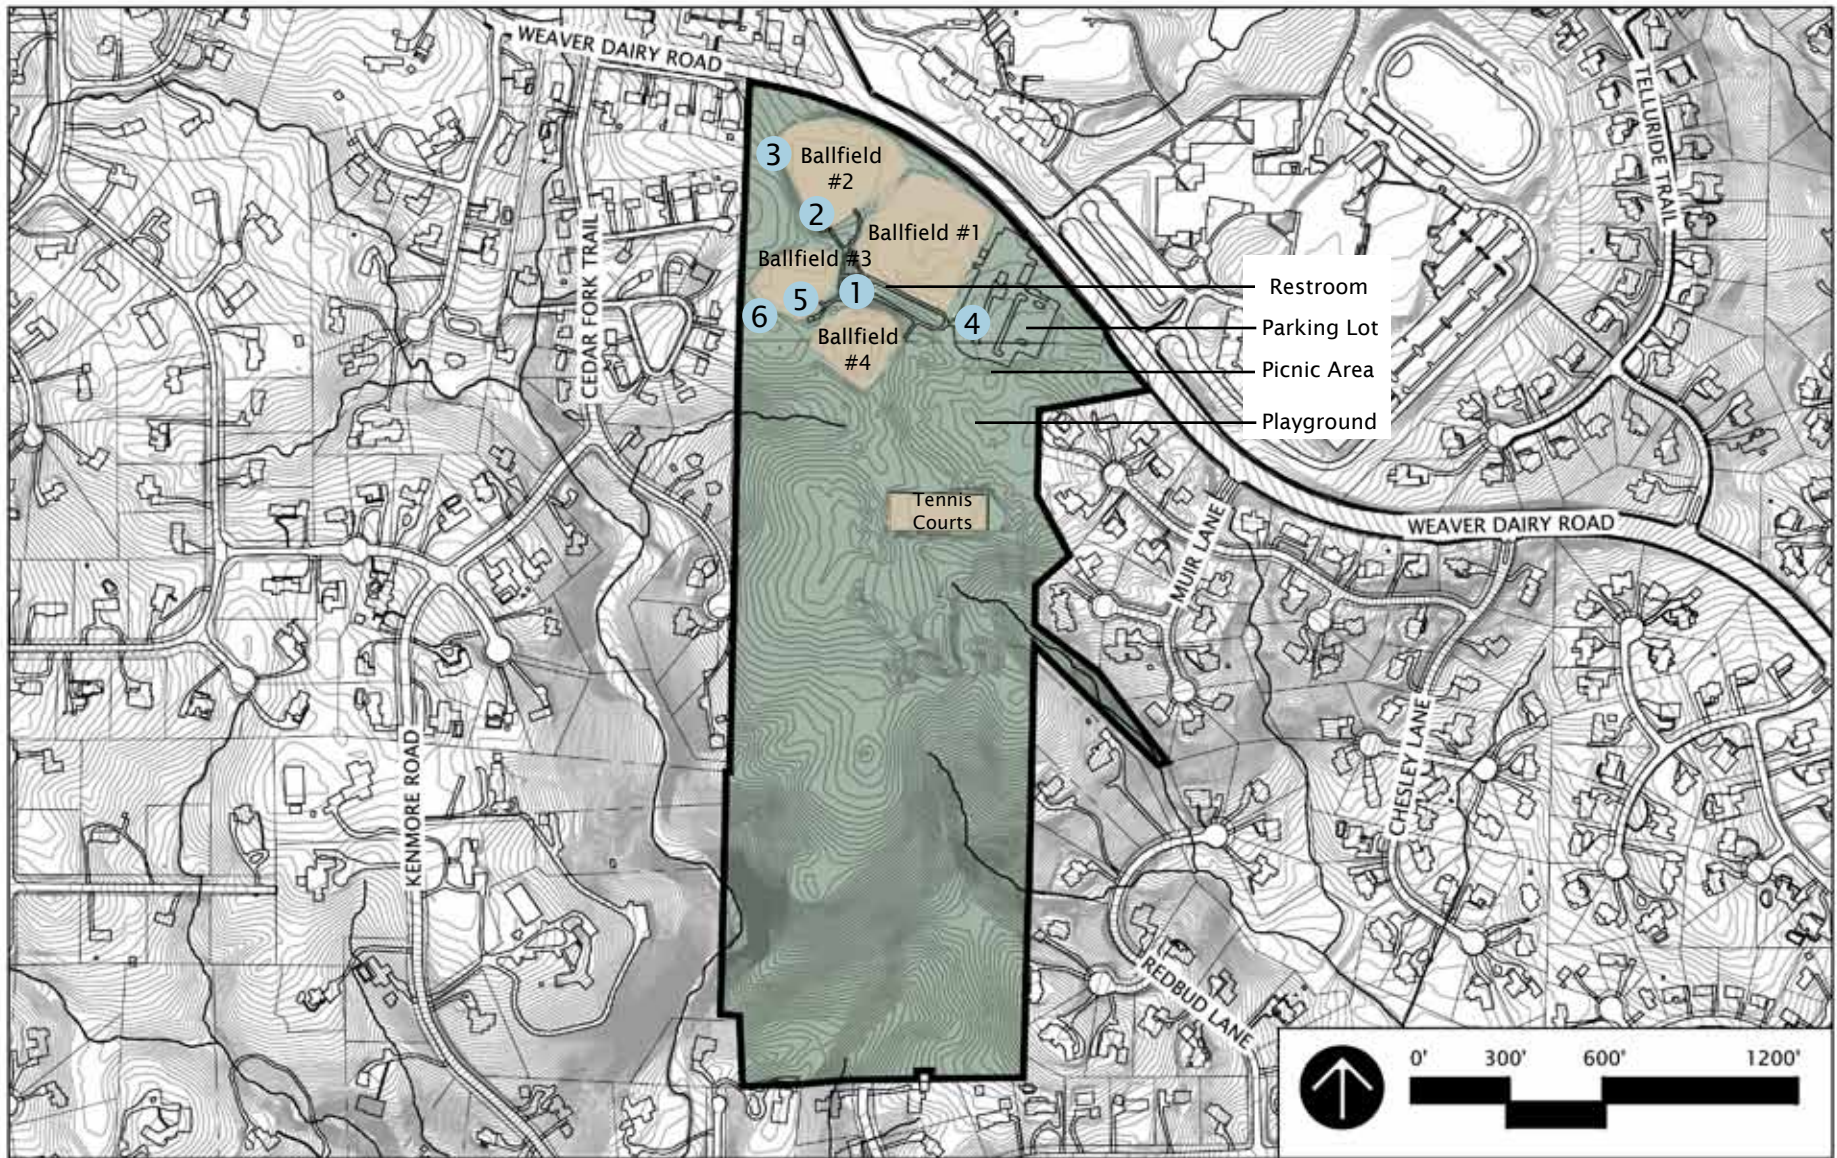 WEAVER DAIRY ROAD
TELLURIDE TRAIL
3
Ballfield
#2
2
Ballfield #1
CEDAR FORK TRAIL
Ballfield #3
1
Restroom
5
6
4
Parking Lot
Ballfield
#4
Picnic Area
Playground
Tennis
Courts
WEAVER DAIRY ROAD
MUIR LANE
CHESLEY LANE
KENMORE ROAD
REDBUD LANE
0' 300' 600' 1200'